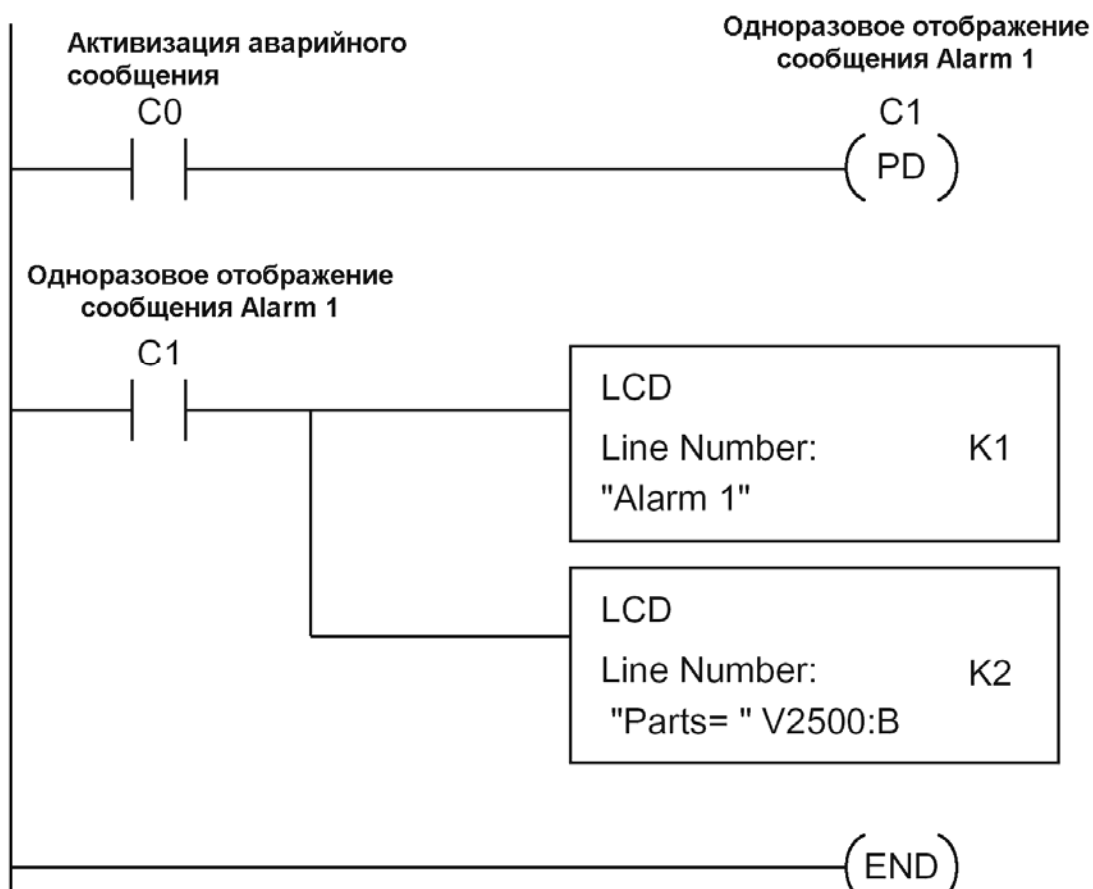 Активизация аварийного
сообщения
C0
Одноразовое отображение
сообщения Alarm 1
C1
PD
Одноразовое отображение
сообщения Alarm 1
C1
LCD
Line Number: K1
"Alarm 1"
LCD
Line Number: K2
"Parts= " V2500:B
END